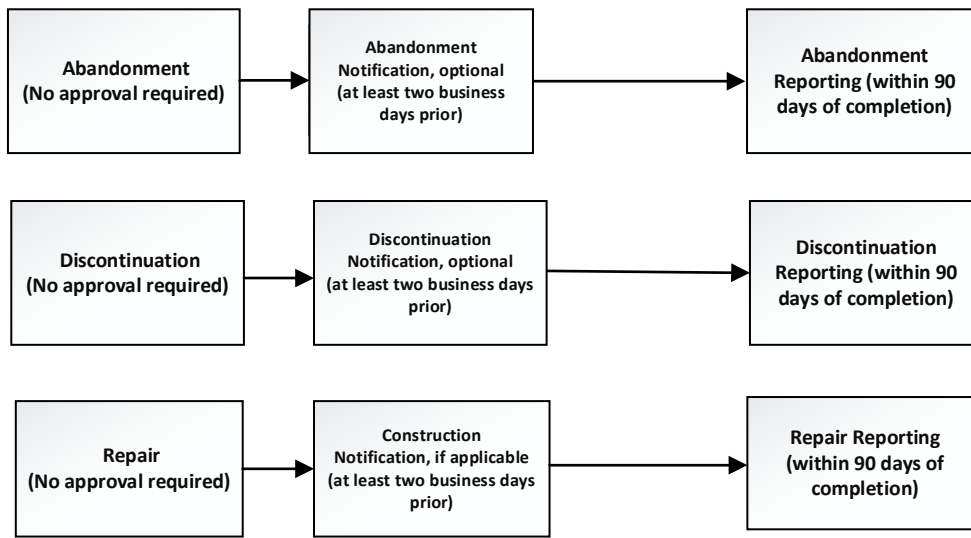 Abandonment
(No approval required)
Abandonment
Notification, optional
(at least two business
days prior)
Abandonment
Reporting (within 90
days of completion)
Discontinuation
(No approval required)
Discontinuation
Notification, optional
(at least two business days
prior)
Discontinuation
Reporting (within 90
days of completion)
Repair
(No approval required)
Construction
Notification, if applicable
(at least two business days
prior)
Repair Reporting
(within 90 days of
completion)